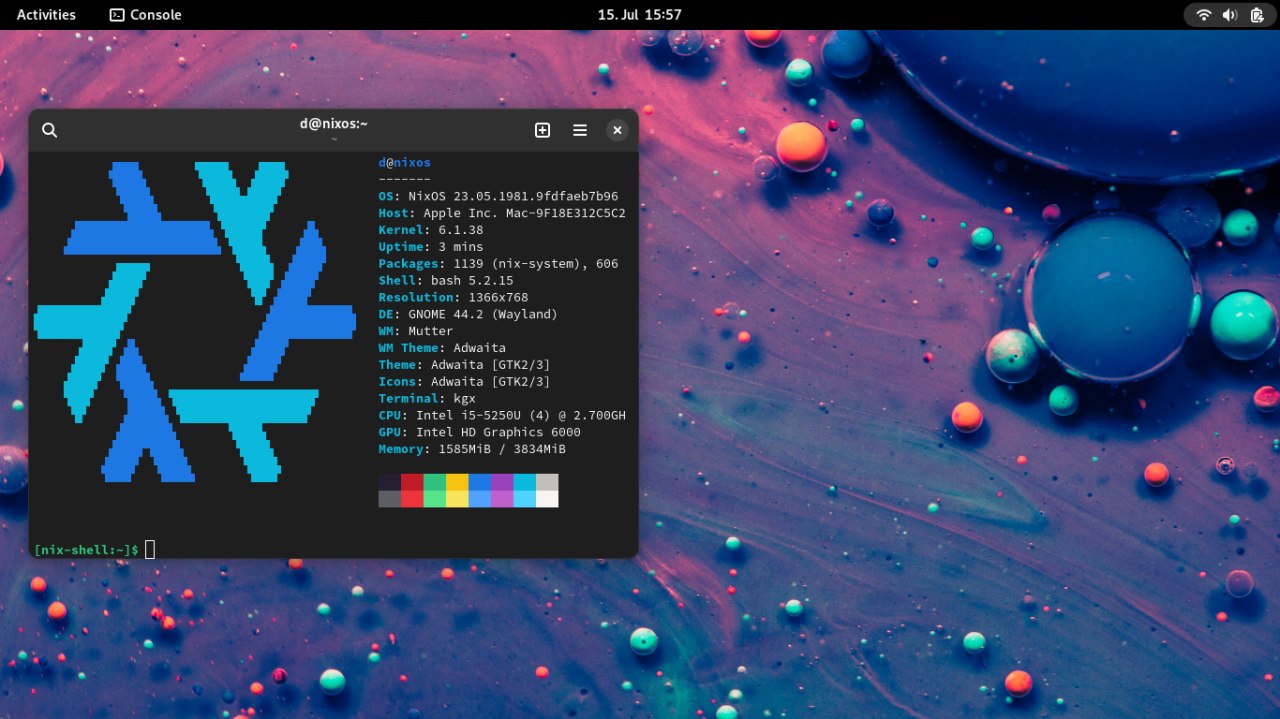 Activities Console 15. Jul 15:57
d@nixos:~
~
d@nixos
-------
OS: NixOS 23.05.1981.9fdfaeb7b96
Host: Apple Inc. Mac-9F18E312C5C2
Kernel: 6.1.38
Uptime: 3 mins
Packages: 1139 (nix-system), 606
Shell: bash 5.2.15
Resolution: 1366x768
DE: GNOME 44.2 (Wayland)
WM: Mutter
WM Theme: Adwaita
Theme: Adwaita [GTK2/3]
Icons: Adwaita [GTK2/3]
Terminal: kgx
CPU: Intel i5-5250U (4) @ 2.700GH
GPU: Intel HD Graphics 6000
Memory: 1585MiB / 3834MiB
[nix-shell:~]$